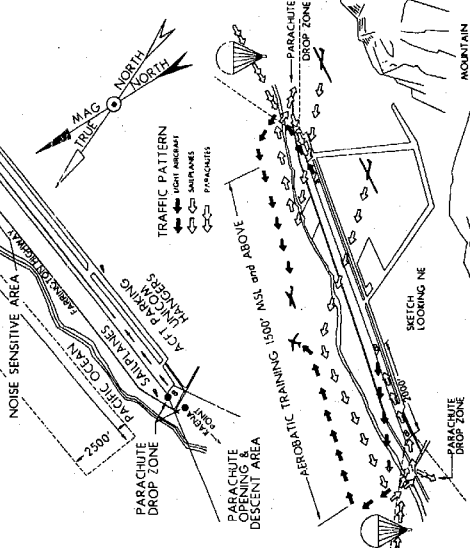 NOISE SENSITIVE AREA
FARRINGTON HIGHWAY
PACIFIC OCEAN
2500'
SAILPLANES
ACFT PARKING
UNICOM
HANGERS
KAENA
POINT
PARACHUTE
DROP ZONE
PARACHUTE
OPENING &
DESCENT AREA
MAG NORTH
TRUE NORTH
TRAFFIC PATTERN
LIGHT AIRCRAFT
SAILPLANES
PARACHUTES
AEROBATIC TRAINING 1500' MSL and ABOVE
PARACHUTE
DROP ZONE
2000'
SKETCH
LOOKING NE
MOUNTAIN
PARACHUTE
DROP ZONE